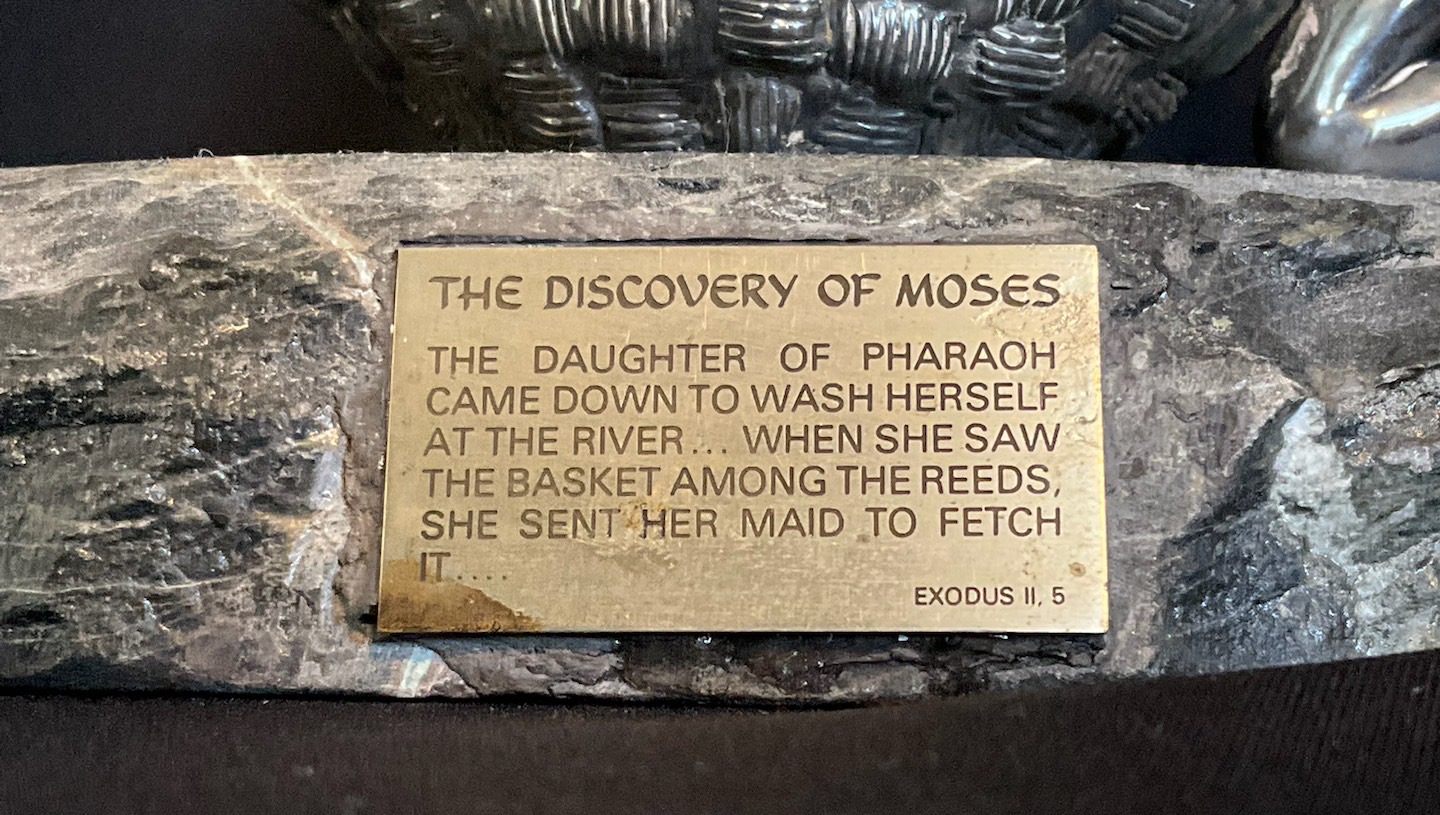 THE DISCOVERY OF MOSES
THE DAUGHTER OF PHARAOH
CAME DOWN TO WASH HERSELF
AT THE RIVER... WHEN SHE SAW
THE BASKET AMONG THE REEDS,
SHE SENT HER MAID TO FETCH
IT....
EXODUS II, 5